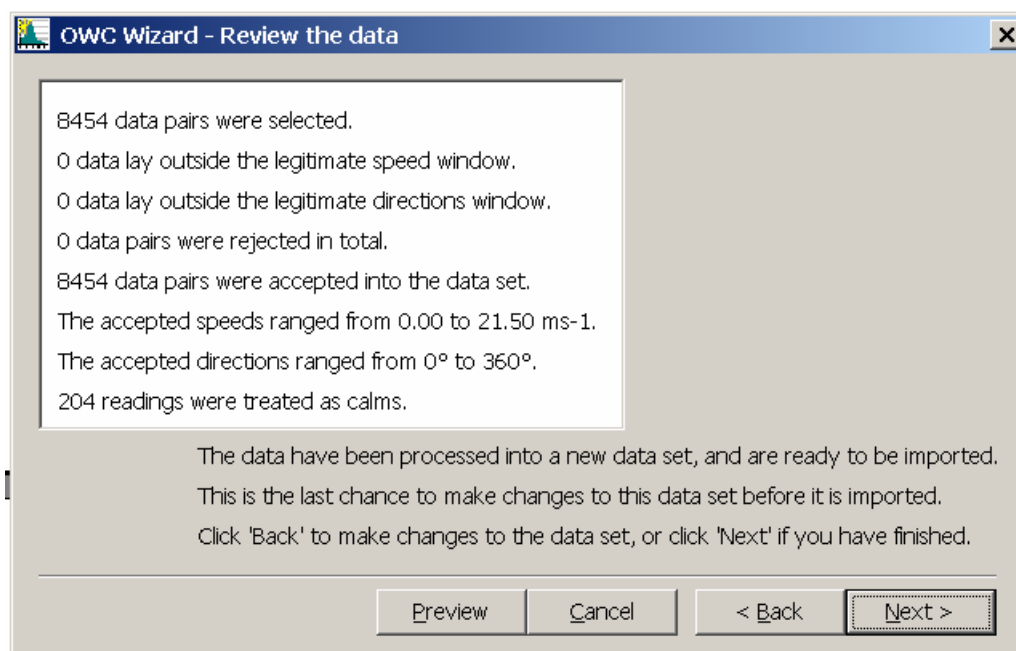 OWC Wizard - Review the data
8454 data pairs were selected.
0 data lay outside the legitimate speed window.
0 data lay outside the legitimate directions window.
0 data pairs were rejected in total.
8454 data pairs were accepted into the data set.
The accepted speeds ranged from 0.00 to 21.50 ms-1.
The accepted directions ranged from 0° to 360°.
204 readings were treated as calms.
The data have been processed into a new data set, and are ready to be imported.
This is the last chance to make changes to this data set before it is imported.
Click 'Back' to make changes to the data set, or click 'Next' if you have finished.
Preview Cancel < Back Next >